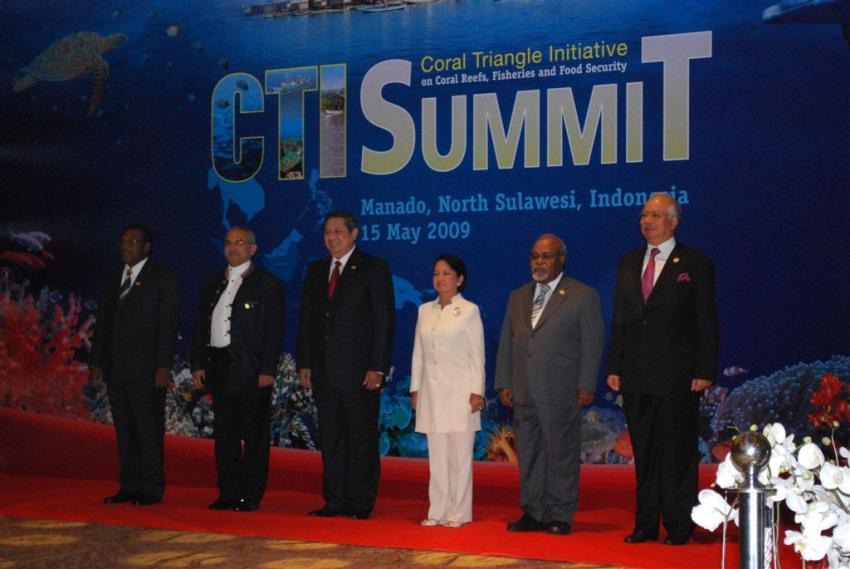 CTI SUMMIT
Coral Triangle Initiative
on Coral Reefs, Fisheries and Food Security
Manado, North Sulawesi, Indonesia
15 May 2009